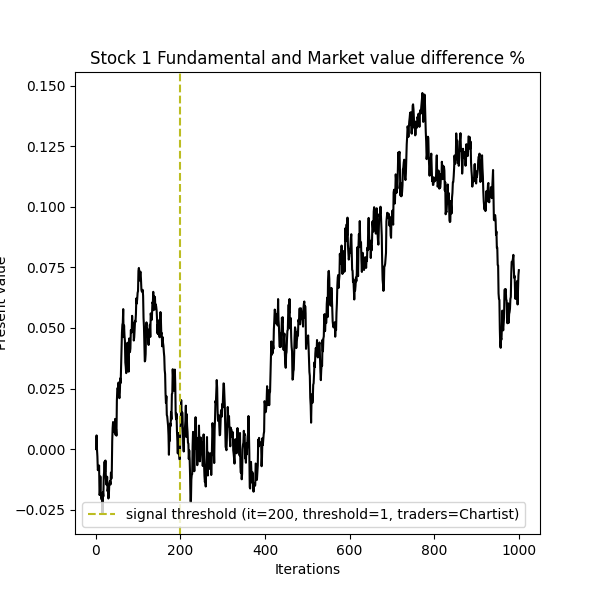 Stock 1 Fundamental and Market value difference %
0.150
0.125
0.100
0.075
0.050
0.025
0.000
−0.025
Present value
signal threshold (it=200, threshold=1, traders=Chartist)
0 200 400 600 800 1000
Iterations